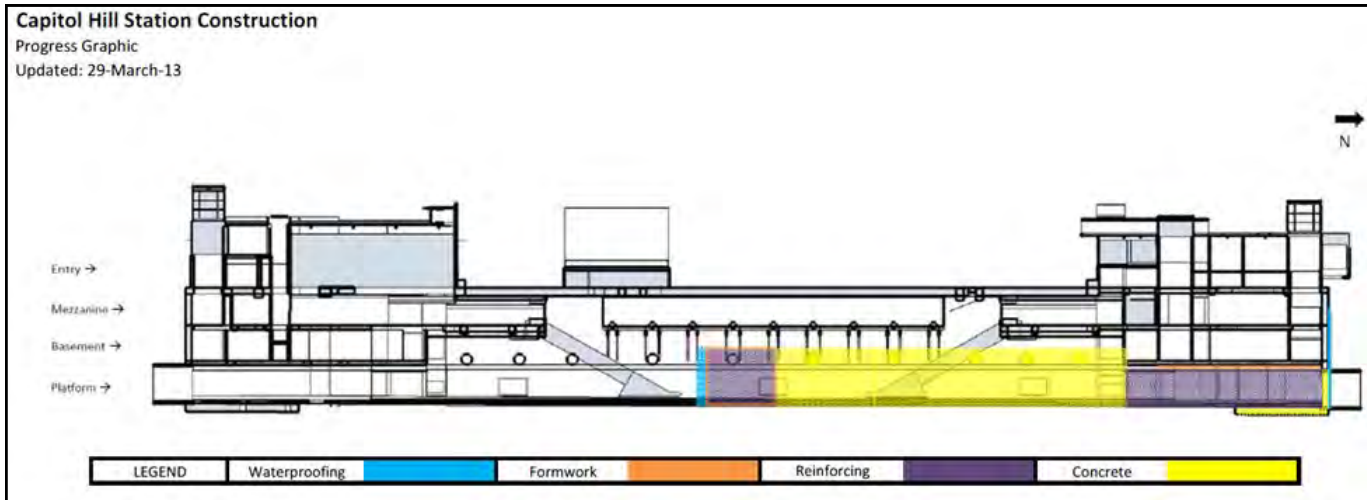 Capitol Hill Station Construction
Progress Graphic
Updated: 29-March-13
N
Entry →
Mezzanine →
Basement →
Platform →
LEGEND Waterproofing Formwork Reinforcing Concrete